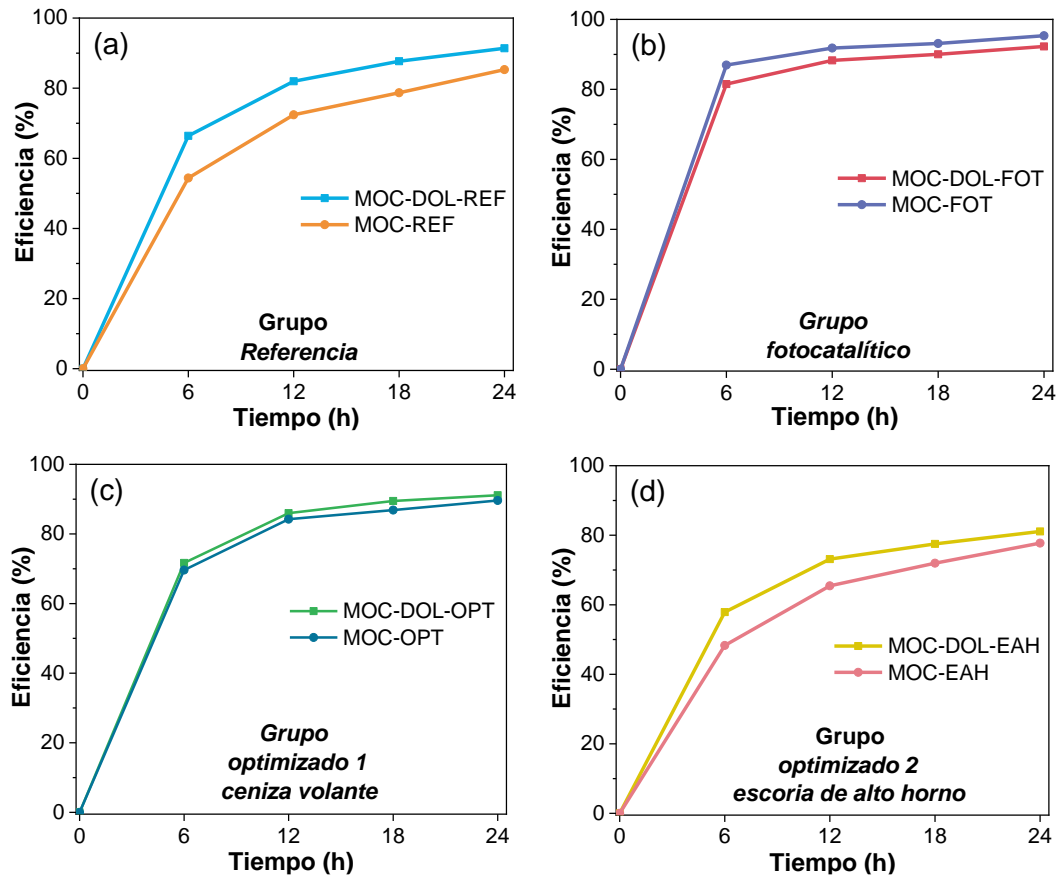 (a)
Eficiencia (%)
100
80
60
40
20
0
MOC-DOL-REF
MOC-REF
Grupo
Referencia
0 6 12 18 24
Tiempo (h)
(b)
Eficiencia (%)
100
80
60
40
20
0
MOC-DOL-FOT
MOC-FOT
Grupo
fotocatalítico
0 6 12 18 24
Tiempo (h)
(c)
Eficiencia (%)
100
80
60
40
20
0
MOC-DOL-OPT
MOC-OPT
Grupo
optimizado 1
ceniza volante
0 6 12 18 24
Tiempo (h)
(d)
Eficiencia (%)
100
80
60
40
20
0
MOC-DOL-EAH
MOC-EAH
Grupo
optimizado 2
escoria de alto horno
0 6 12 18 24
Tiempo (h)